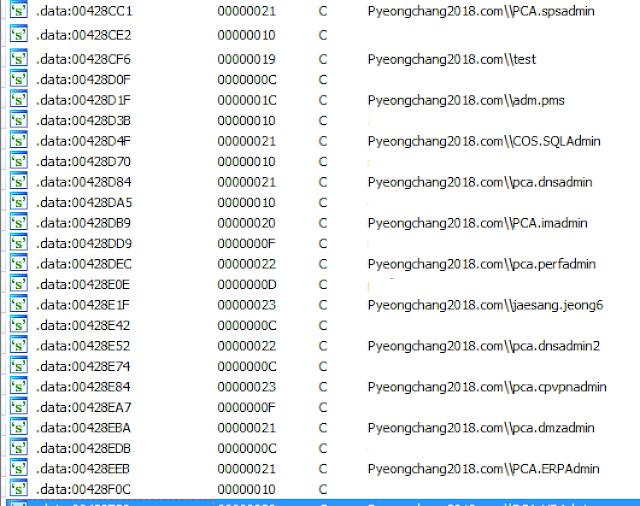 's' .data:00428CC1 00000021 C Pyeongchang2018.com\\PCA.spsadmin
's' .data:00428CE2 00000010 C
's' .data:00428CF6 00000019 C Pyeongchang2018.com\\test
's' .data:00428D0F 0000000C C
's' .data:00428D1F 0000001C C Pyeongchang2018.com\\adm.pms
's' .data:00428D3B 00000010 C
's' .data:00428D4F 00000021 C Pyeongchang2018.com\\COS.SQLAdmin
's' .data:00428D70 00000010 C
's' .data:00428D84 00000021 C Pyeongchang2018.com\\pca.dnsadmin
's' .data:00428DA5 00000010 C
's' .data:00428DB9 00000020 C Pyeongchang2018.com\\PCA.imadmin
's' .data:00428DD9 0000000F C
's' .data:00428DEC 00000022 C Pyeongchang2018.com\\pca.perfadmin
's' .data:00428E0E 0000000D C
's' .data:00428E1F 00000023 C Pyeongchang2018.com\\jaesang.jeong6
's' .data:00428E42 0000000C C
's' .data:00428E52 00000022 C Pyeongchang2018.com\\pca.dnsadmin2
's' .data:00428E74 0000000C C
's' .data:00428E84 00000023 C Pyeongchang2018.com\\pca.cpvpnadmin
's' .data:00428EA7 0000000F C
's' .data:00428EBA 00000021 C Pyeongchang2018.com\\pca.dmzadmin
's' .data:00428EDB 0000000C C
's' .data:00428EEB 00000021 C Pyeongchang2018.com\\PCA.ERPAdmin
's' .data:00428F0C 00000010 C